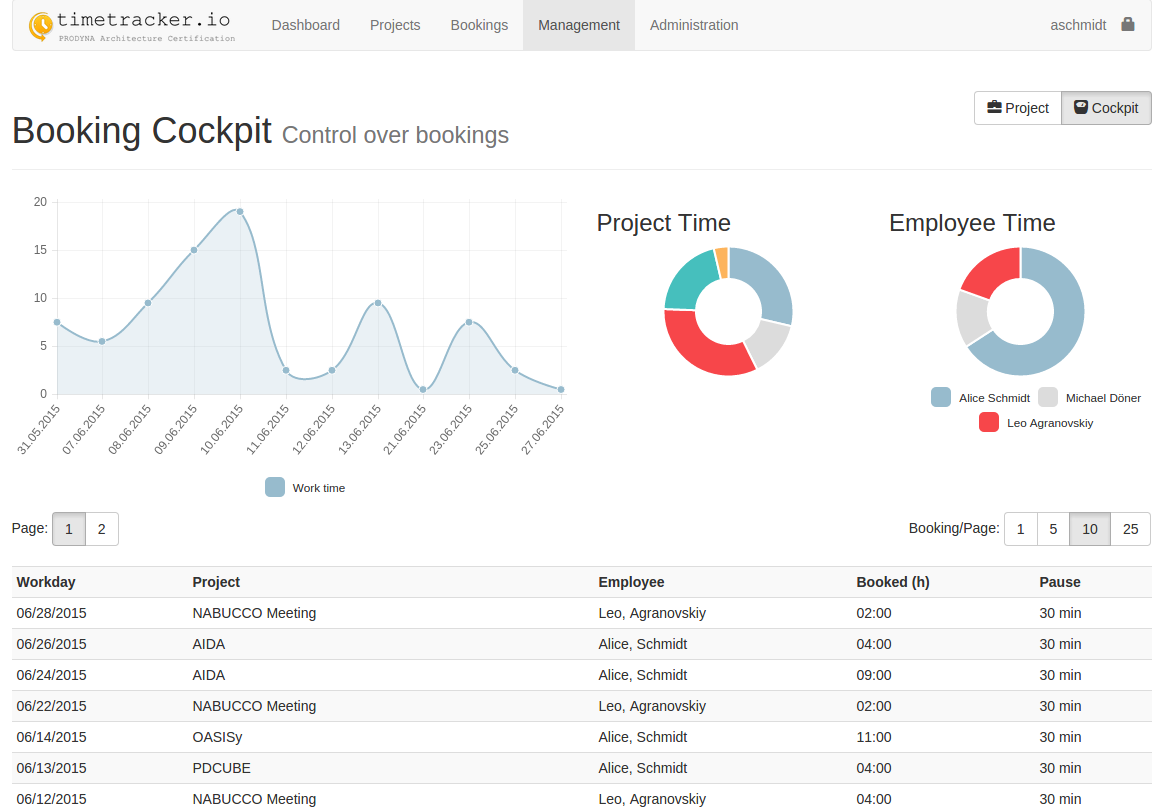 timetracker.io
PRODYNA Architecture Certification
Dashboard Projects Bookings Management Administration aschmidt
Project Cockpit
Booking Cockpit Control over bookings
20
15
10
5
0
31.05.2015 07.06.2015 08.06.2015 09.06.2015 10.06.2015 11.06.2015 12.06.2015 13.06.2015 21.06.2015 23.06.2015 25.06.2015 27.06.2015
Work time
Project Time
Employee Time
Alice Schmidt Michael Döner
Leo Agranovskiy
Page: 1 2 Booking/Page: 1 5 10 25
Workday Project Employee Booked (h) Pause
06/28/2015 NABUCCO Meeting Leo, Agranovskiy 02:00 30 min
06/26/2015 AIDA Alice, Schmidt 04:00 30 min
06/24/2015 AIDA Alice, Schmidt 09:00 30 min
06/22/2015 NABUCCO Meeting Leo, Agranovskiy 02:00 30 min
06/14/2015 OASISy Alice, Schmidt 11:00 30 min
06/13/2015 PDCUBE Alice, Schmidt 04:00 30 min
06/12/2015 NABUCCO Meeting Leo, Agranovskiy 04:00 30 min